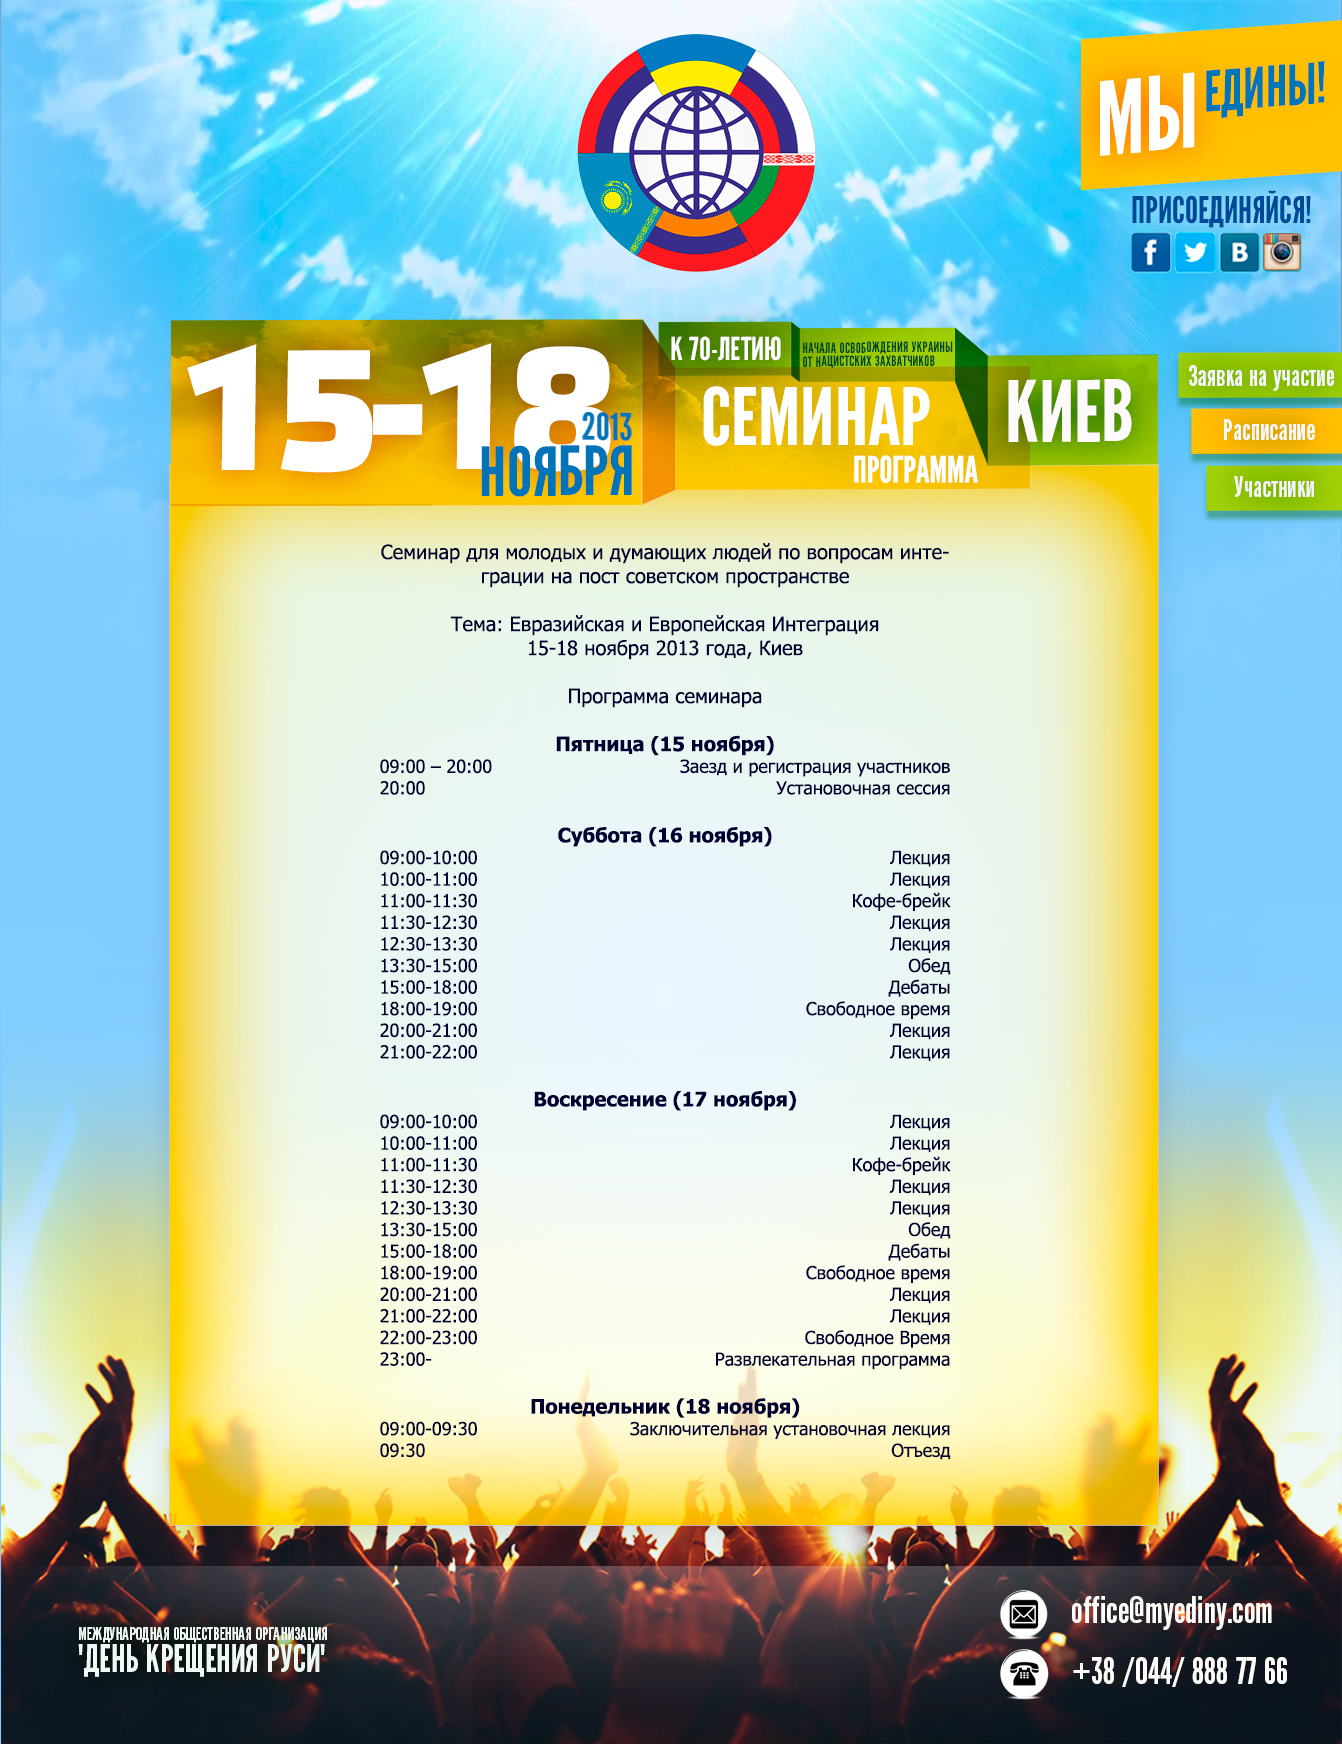 МЫ ЕДИНЫ!
ПРИСОЕДИНЯЙСЯ!
15-18
2013
НОЯБРЯ
К 70-ЛЕТИЮ
НАЧАЛА ОСВОБОЖДЕНИЯ УКРАИНЫ
ОТ НАЦИСТСКИХ ЗАХВАТЧИКОВ
СЕМИНАР
ПРОГРАММА
КИЕВ
Заявка на участие
Расписание
Участники
Семинар для молодых и думающих людей по вопросам инте-
грации на пост советском пространстве
Тема: Евразийская и Европейская Интеграция
15-18 ноября 2013 года, Киев
Программа семинара
Пятница (15 ноября)
09:00 – 20:00 Заезд и регистрация участников
20:00 Установочная сессия
Суббота (16 ноября)
09:00-10:00 Лекция
10:00-11:00 Лекция
11:00-11:30 Кофе-брейк
11:30-12:30 Лекция
12:30-13:30 Лекция
13:30-15:00 Обед
15:00-18:00 Дебаты
18:00-19:00 Свободное время
20:00-21:00 Лекция
21:00-22:00 Лекция
Воскресение (17 ноября)
09:00-10:00 Лекция
10:00-11:00 Лекция
11:00-11:30 Кофе-брейк
11:30-12:30 Лекция
12:30-13:30 Лекция
13:30-15:00 Обед
15:00-18:00 Дебаты
18:00-19:00 Свободное время
20:00-21:00 Лекция
21:00-22:00 Лекция
22:00-23:00 Свободное Время
23:00- Развлекательная программа
Понедельник (18 ноября)
09:00-09:30 Заключительная установочная лекция
09:30 Отъезд
МЕЖДУНАРОДНАЯ ОБЩЕСТВЕННАЯ ОРГАНИЗАЦИЯ
"ДЕНЬ КРЕЩЕНИЯ РУСИ"
office@myediny.com
+38 /044/ 888 77 66